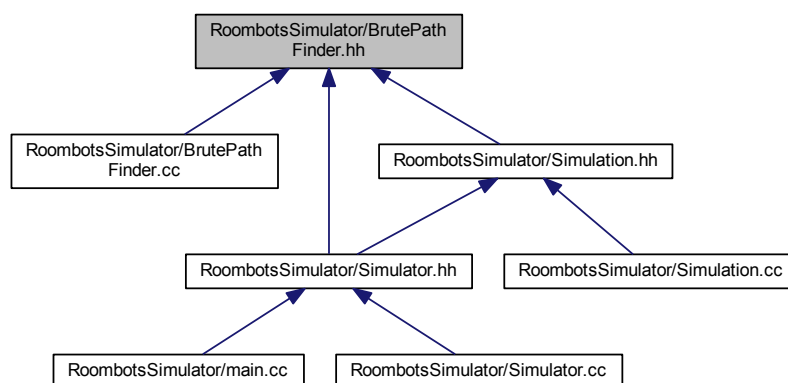 RoombotsSimulator/BrutePath
Finder.hh
RoombotsSimulator/BrutePath
Finder.cc
RoombotsSimulator/Simulation.hh
RoombotsSimulator/Simulator.hh
RoombotsSimulator/Simulation.cc
RoombotsSimulator/main.cc
RoombotsSimulator/Simulator.cc